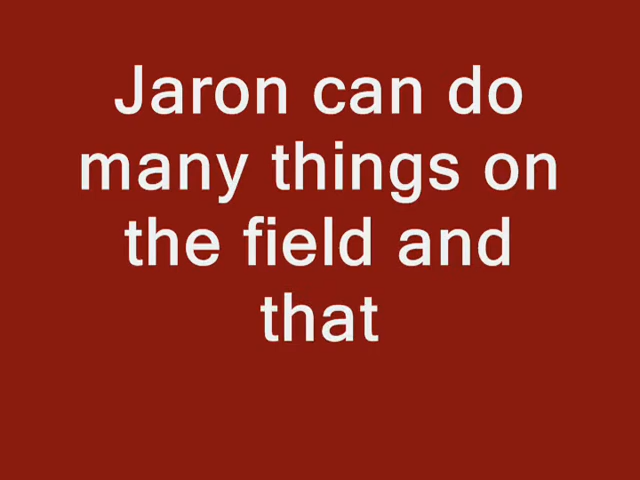 Jaron can do
many things on
the field and
that